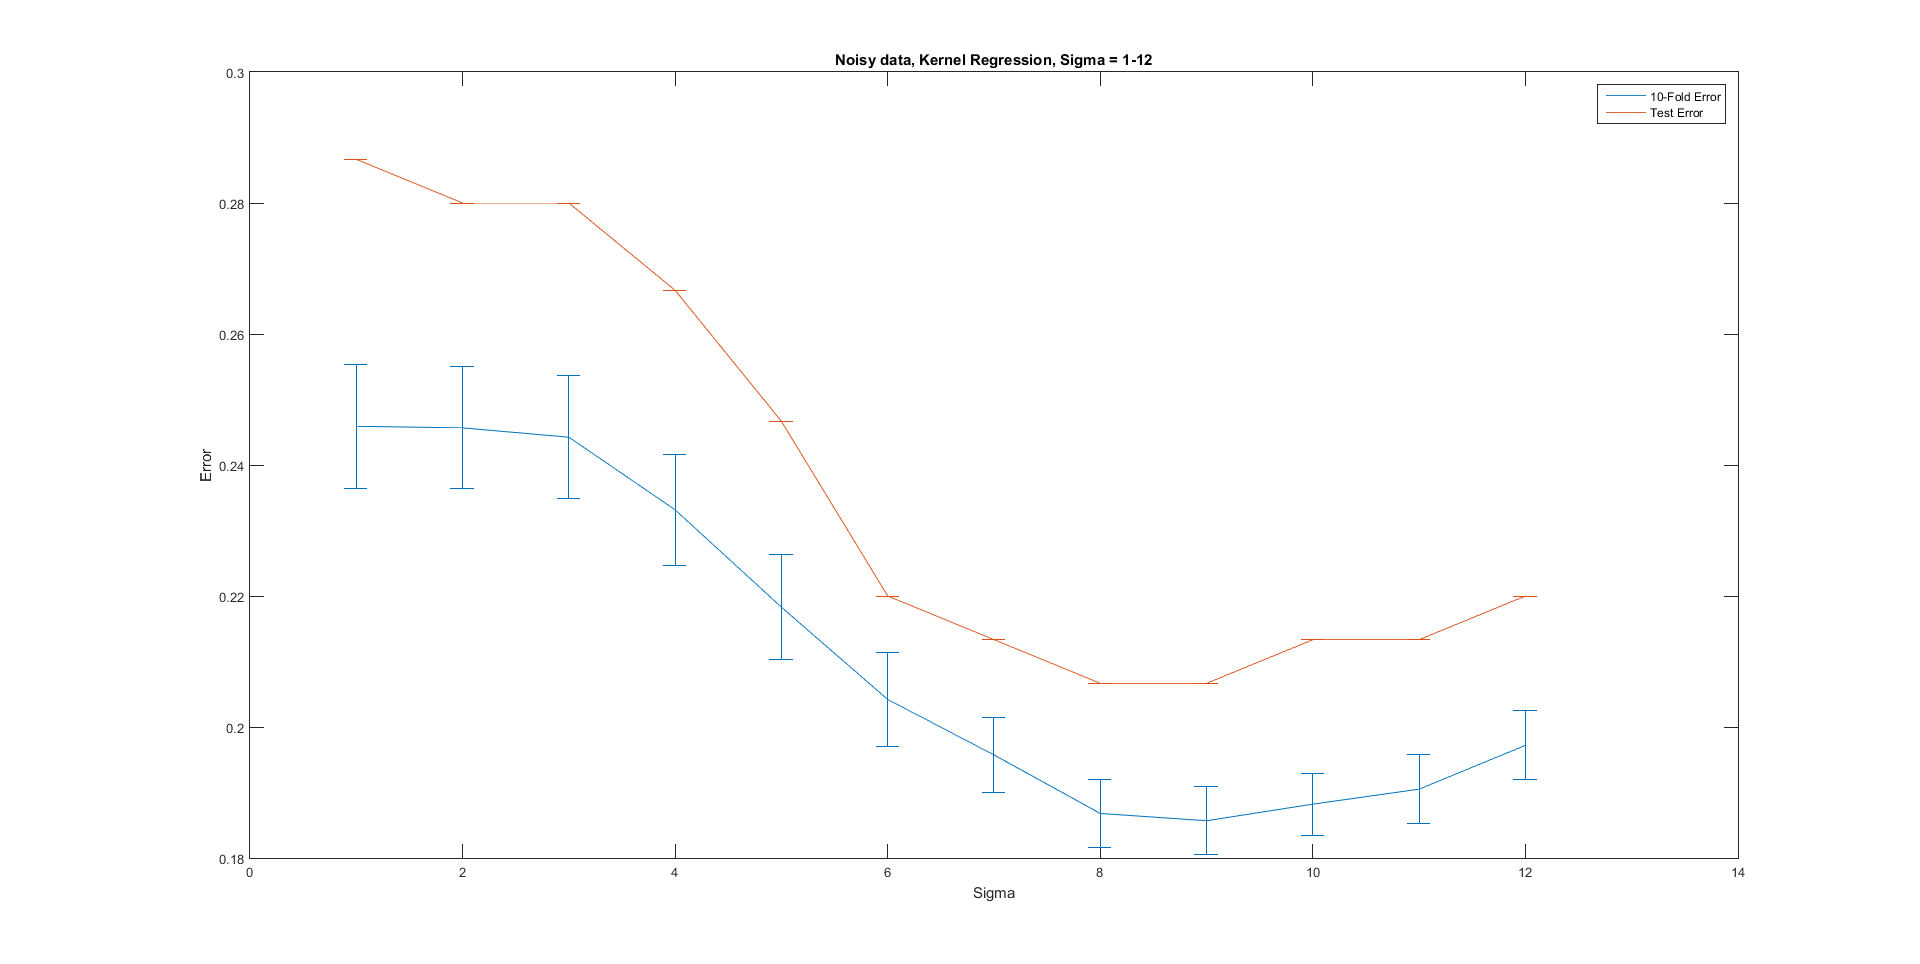 Noisy data, Kernel Regression, Sigma = 1-12
10-Fold Error
Test Error
Error
0.3
0.28
0.26
0.24
0.22
0.2
0.18
0 2 4 6 8 10 12 14
Sigma